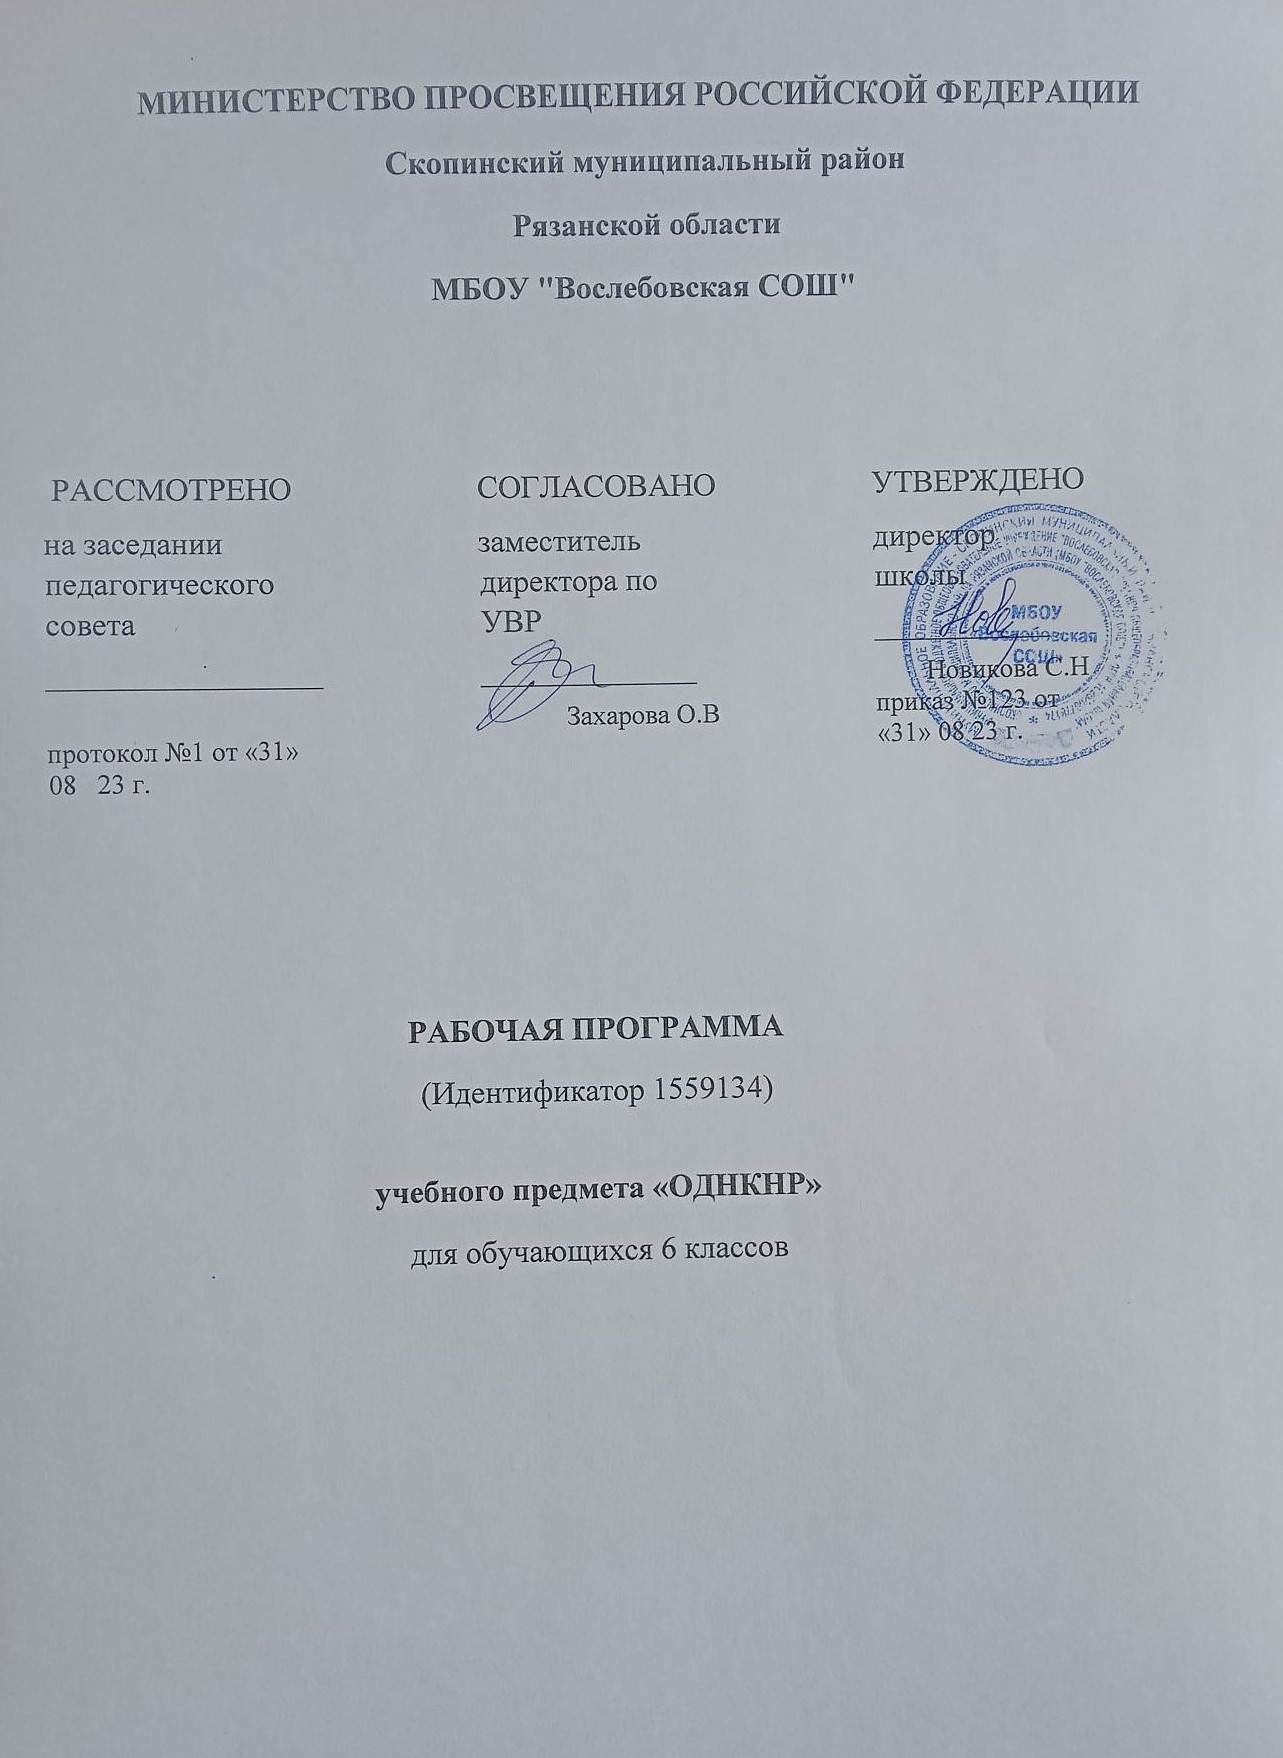 МИНИСТЕРСТВО ПРОСВЕЩЕНИЯ РОССИЙСКОЙ ФЕДЕРАЦИИ
Скопинский муниципальный район
Рязанской области
МБОУ "Вослебовская СОШ"
РАССМОТРЕНО
на заседании
педагогического
совета
протокол №1 от «31»
08 23 г.
СОГЛАСОВАНО
заместитель
директора по
УВР
Захарова О.В
УТВЕРЖДЕНО
директор
школы
МБОУ
«Вослебовская
СОШ»
Новикова С.Н
приказ №123 от
«31» 08 23 г.
РАБОЧАЯ ПРОГРАММА
(Идентификатор 1559134)
учебного предмета «ОДНКНР»
для обучающихся 6 классов